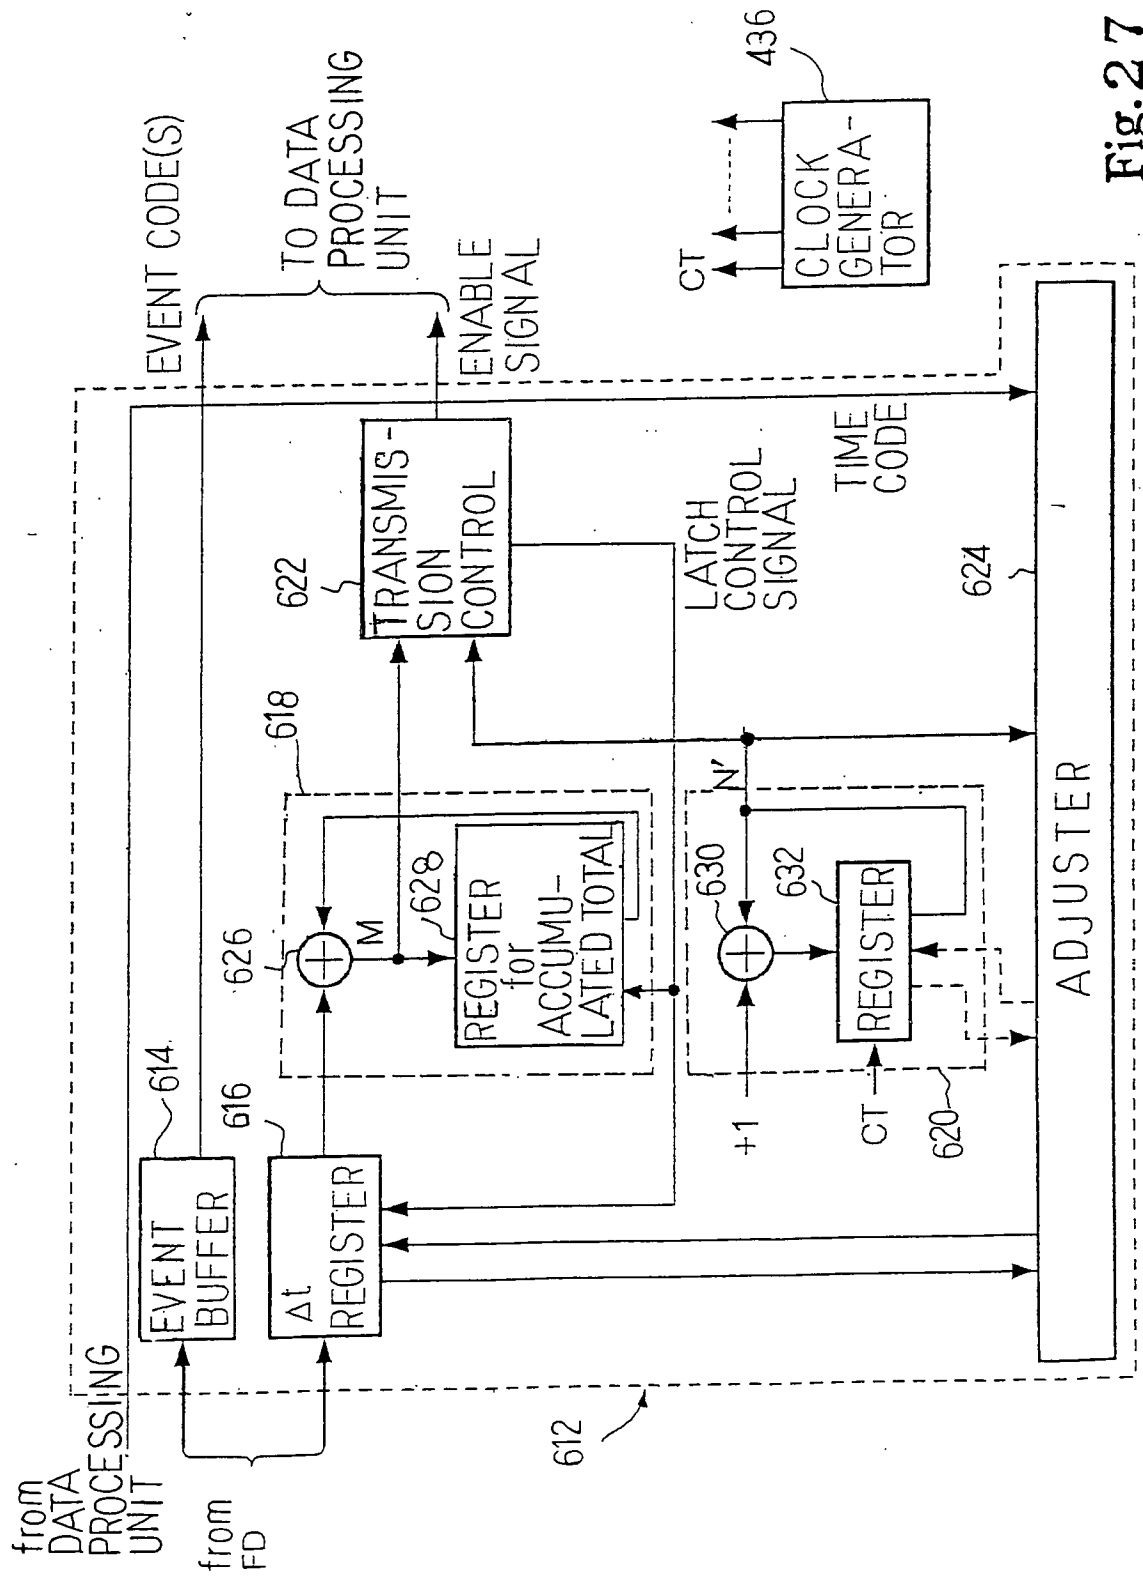 from
DATA
PROCESSING
UNIT
from
FD
EVENT CODE(S)
TO DATA
PROCESSING
UNIT
ENABLE
SIGNAL
614
EVENT
BUFFER
616
Δt
REGISTER
618
626
M
628
REGISTER
for
ACCUMU-
LATED TOTAL
622
TRANSMIS-
SION
CONTROL
LATCH
CONTROL
SIGNAL
TIME
CODE
+1
630
N'
632
REGISTER
CT
620
612
624
ADJUSTER
CT
CLOCK
GENERA-
TOR
436
Fig. 27